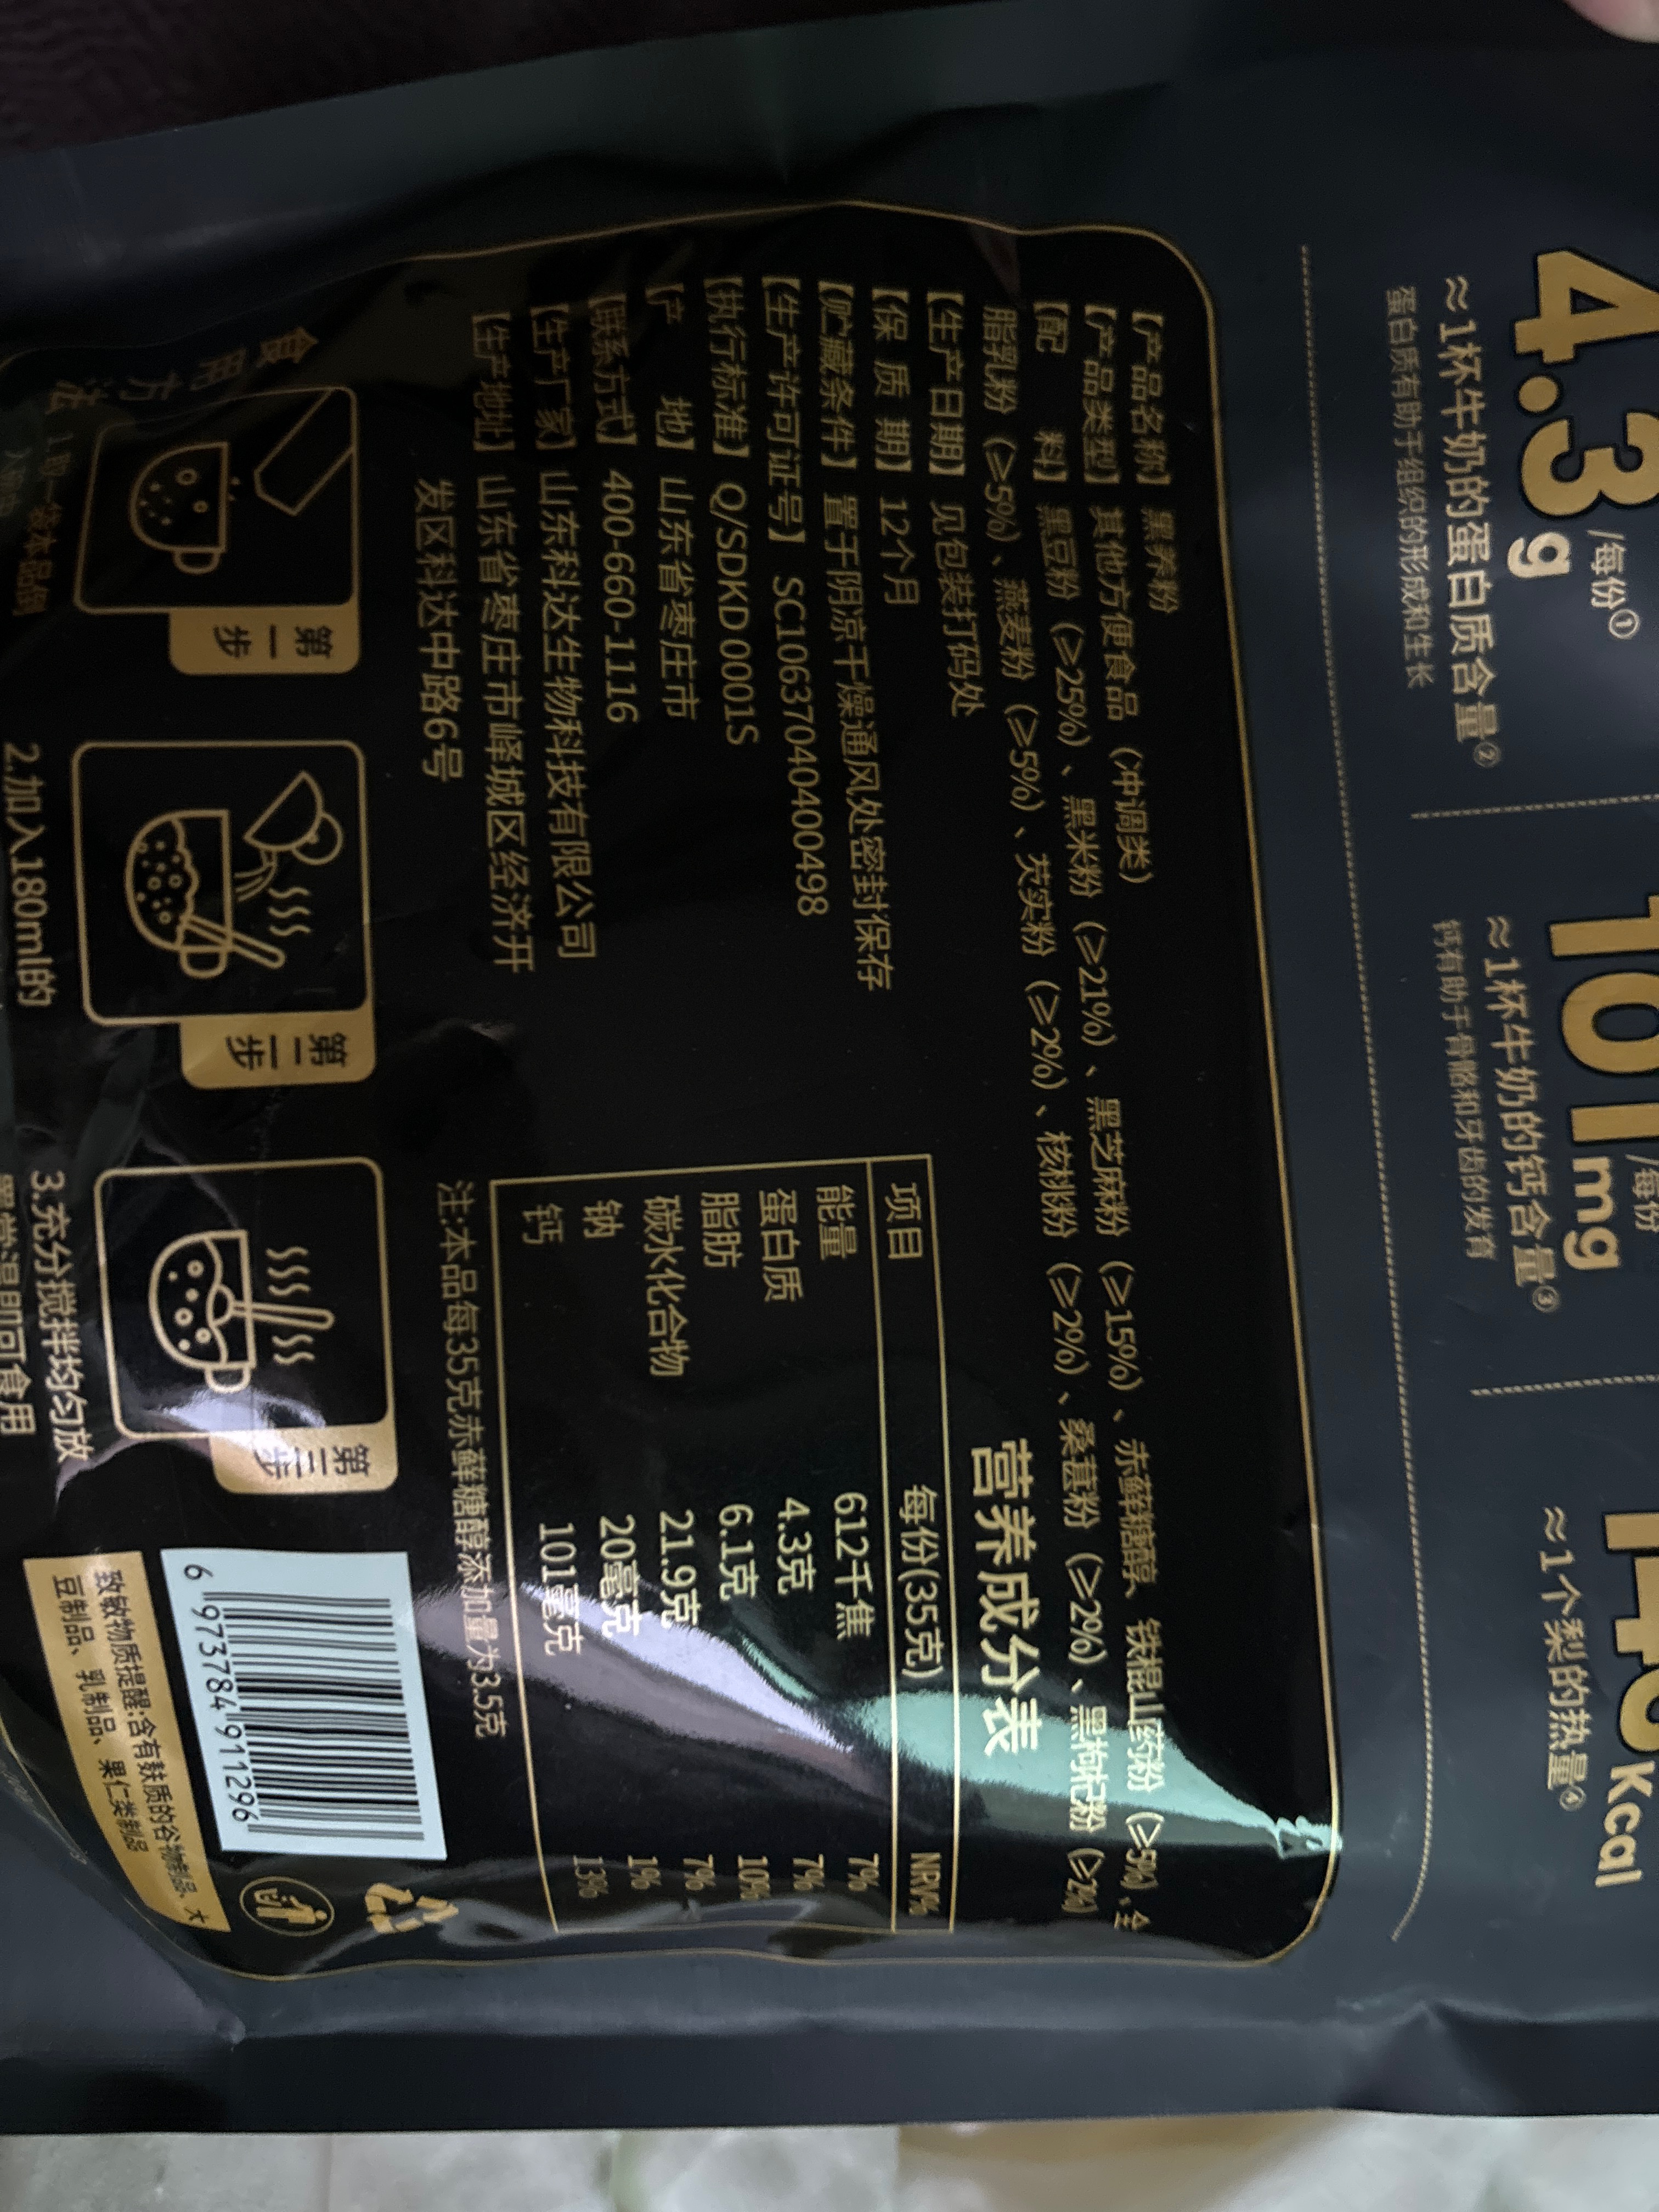 4.3g/每份①
≈1杯牛奶的蛋白质含量②
蛋白质有助于组织的形成和生长
101mg/每份
≈1杯牛奶的钙含量③
钙有助于骨骼和牙齿的发育
146Kcal
≈1个梨的热量④
【产品名称】黑养粉
【产品类型】其他方便食品（冲调类）
【配 料】黑豆粉（≥25%）、黑米粉（≥21%）、黑芝麻粉（≥15%）、赤藓糖醇、铁棍山药粉（≥5%）、全
脂乳粉（≥5%）、燕麦粉（≥5%）、芡实粉（≥2%）、核桃粉（≥2%）、桑葚粉（≥2%）、黑枸杞粉（≥2%）
【生产日期】见包装打码处
【保 质 期】12个月
【贮藏条件】置于阴凉干燥通风处密封保存
【生产许可证号】SC10637040400498
【执行标准】Q/SDKD0001S
【产 地】山东省枣庄市
【联系方式】400-660-1116
【生产厂家】山东科达生物科技有限公司
【生产地址】山东省枣庄市峄城区经济开
发区科达中路6号
营养成分表
项目 每份(35克) NRV%
能量 612千焦 7%
蛋白质 4.3克 7%
脂肪 6.1克 10%
碳水化合物 21.9克 7%
钠 20毫克 1%
钙 101毫克 13%
注:本品每35克赤藓糖醇添加量为3.5克
食用方法
第一步
第二步
第三步
2.加入180ml的
3.充分搅拌均匀放
置常温即可食用
6 973784 911296
致敏物质提醒:含有麸质的谷物制品、大
豆制品、乳制品、果仁类制品